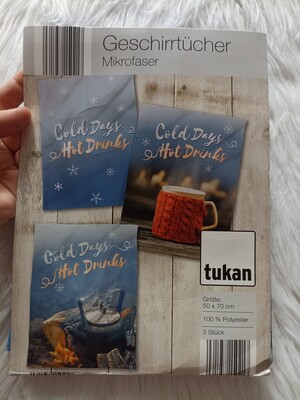 Geschirrtücher
Mikrofaser
Cold Days
Hot Drinks
Cold Days
Hot Drinks
Cold Days
Hot Drinks
tukan
Größe:
50 x 70 cm
100 % Polyester
3 Stück